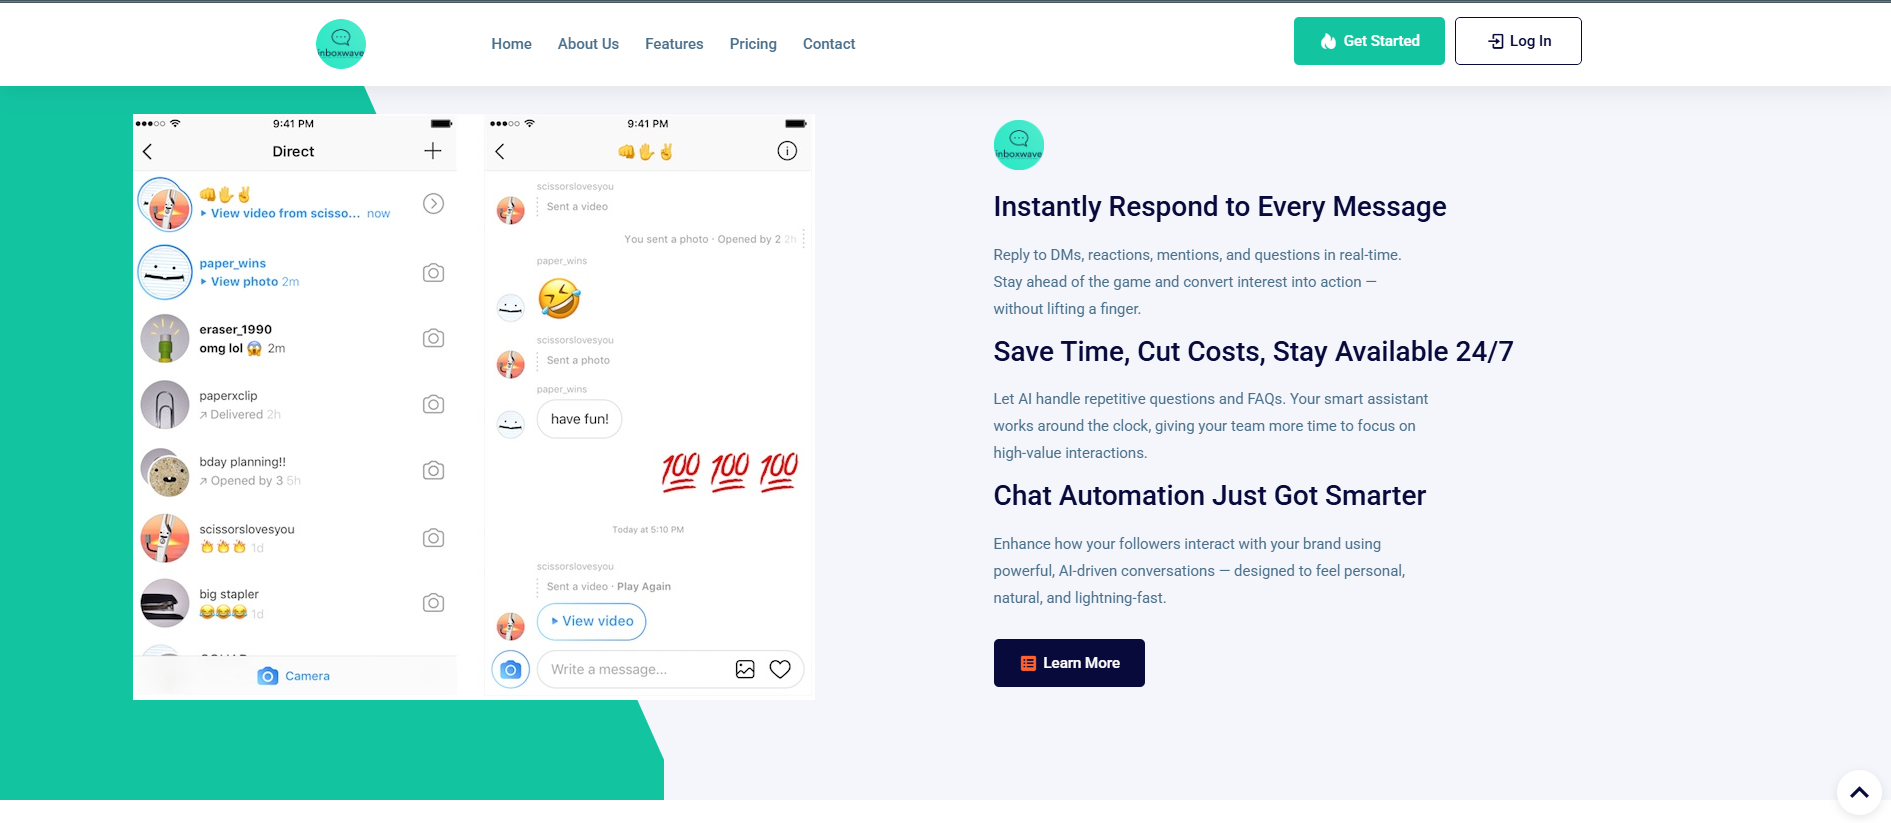 inboxwave
Home About Us Features Pricing Contact
Get Started
Log In
9:41 PM
Direct
View video from scisso... now
paper_wins
View photo 2m
eraser_1990
omg lol 😱 2m
paperxclip
Delivered 2h
bday planning!!
Opened by 3 5h
scissorslovesyou
🔥🔥🔥 1d
big stapler
😂😂😂 1d
Camera
9:41 PM
scissorslovesyou
Sent a video
You sent a photo · Opened by 2 2h
paper_wins
scissorslovesyou
Sent a photo
paper_wins
have fun!
💯 💯 💯
Today at 5:10 PM
scissorslovesyou
Sent a video · Play Again
View video
Write a message...
inboxwave
Instantly Respond to Every Message
Reply to DMs, reactions, mentions, and questions in real-time.
Stay ahead of the game and convert interest into action —
without lifting a finger.
Save Time, Cut Costs, Stay Available 24/7
Let AI handle repetitive questions and FAQs. Your smart assistant
works around the clock, giving your team more time to focus on
high-value interactions.
Chat Automation Just Got Smarter
Enhance how your followers interact with your brand using
powerful, AI-driven conversations — designed to feel personal,
natural, and lightning-fast.
Learn More